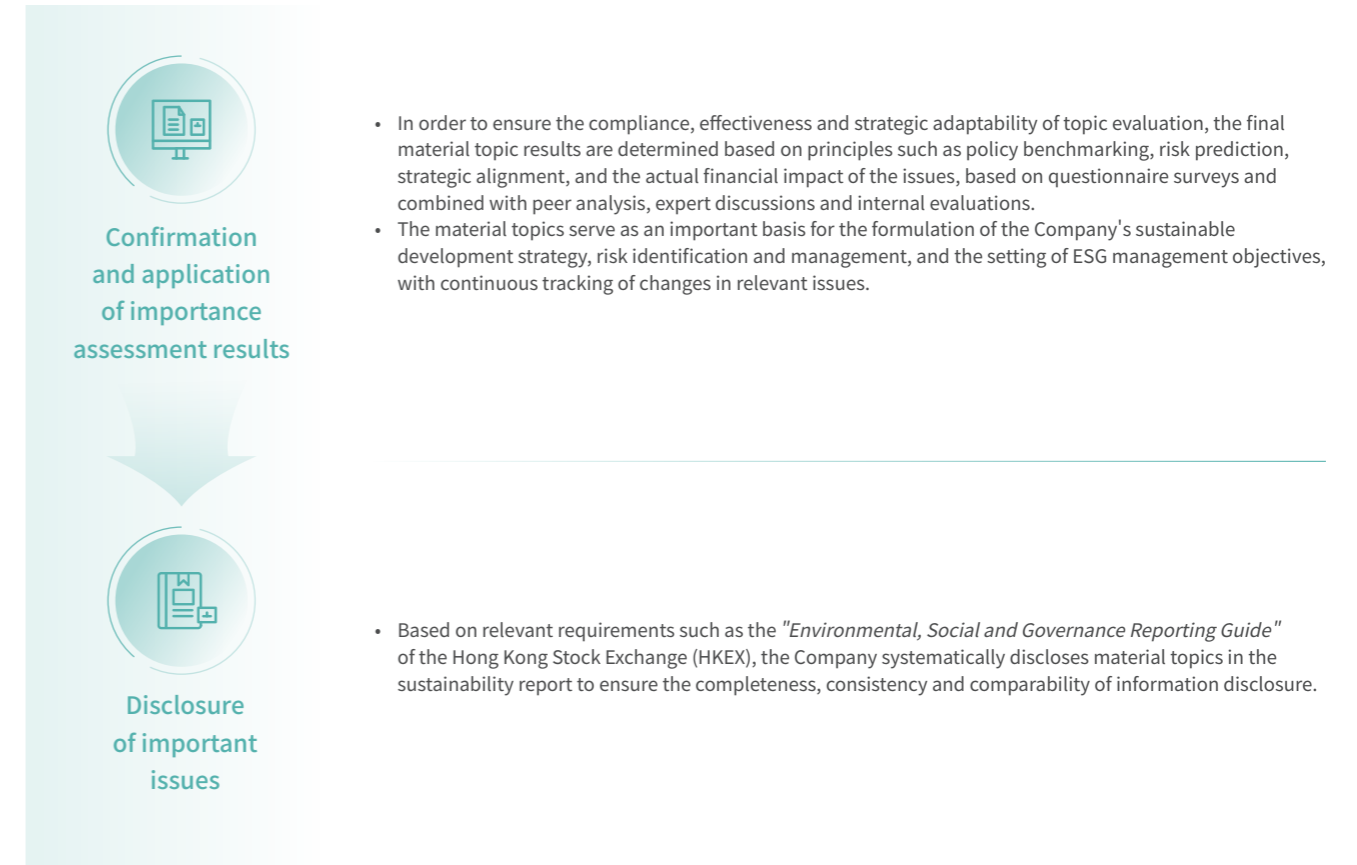 Confirmation
and application
of importance
assessment results
• In order to ensure the compliance, effectiveness and strategic adaptability of topic evaluation, the final
material topic results are determined based on principles such as policy benchmarking, risk prediction,
strategic alignment, and the actual financial impact of the issues, based on questionnaire surveys and
combined with peer analysis, expert discussions and internal evaluations.
• The material topics serve as an important basis for the formulation of the Company's sustainable
development strategy, risk identification and management, and the setting of ESG management objectives,
with continuous tracking of changes in relevant issues.
Disclosure
of important
issues
• Based on relevant requirements such as the "Environmental, Social and Governance Reporting Guide"
of the Hong Kong Stock Exchange (HKEX), the Company systematically discloses material topics in the
sustainability report to ensure the completeness, consistency and comparability of information disclosure.